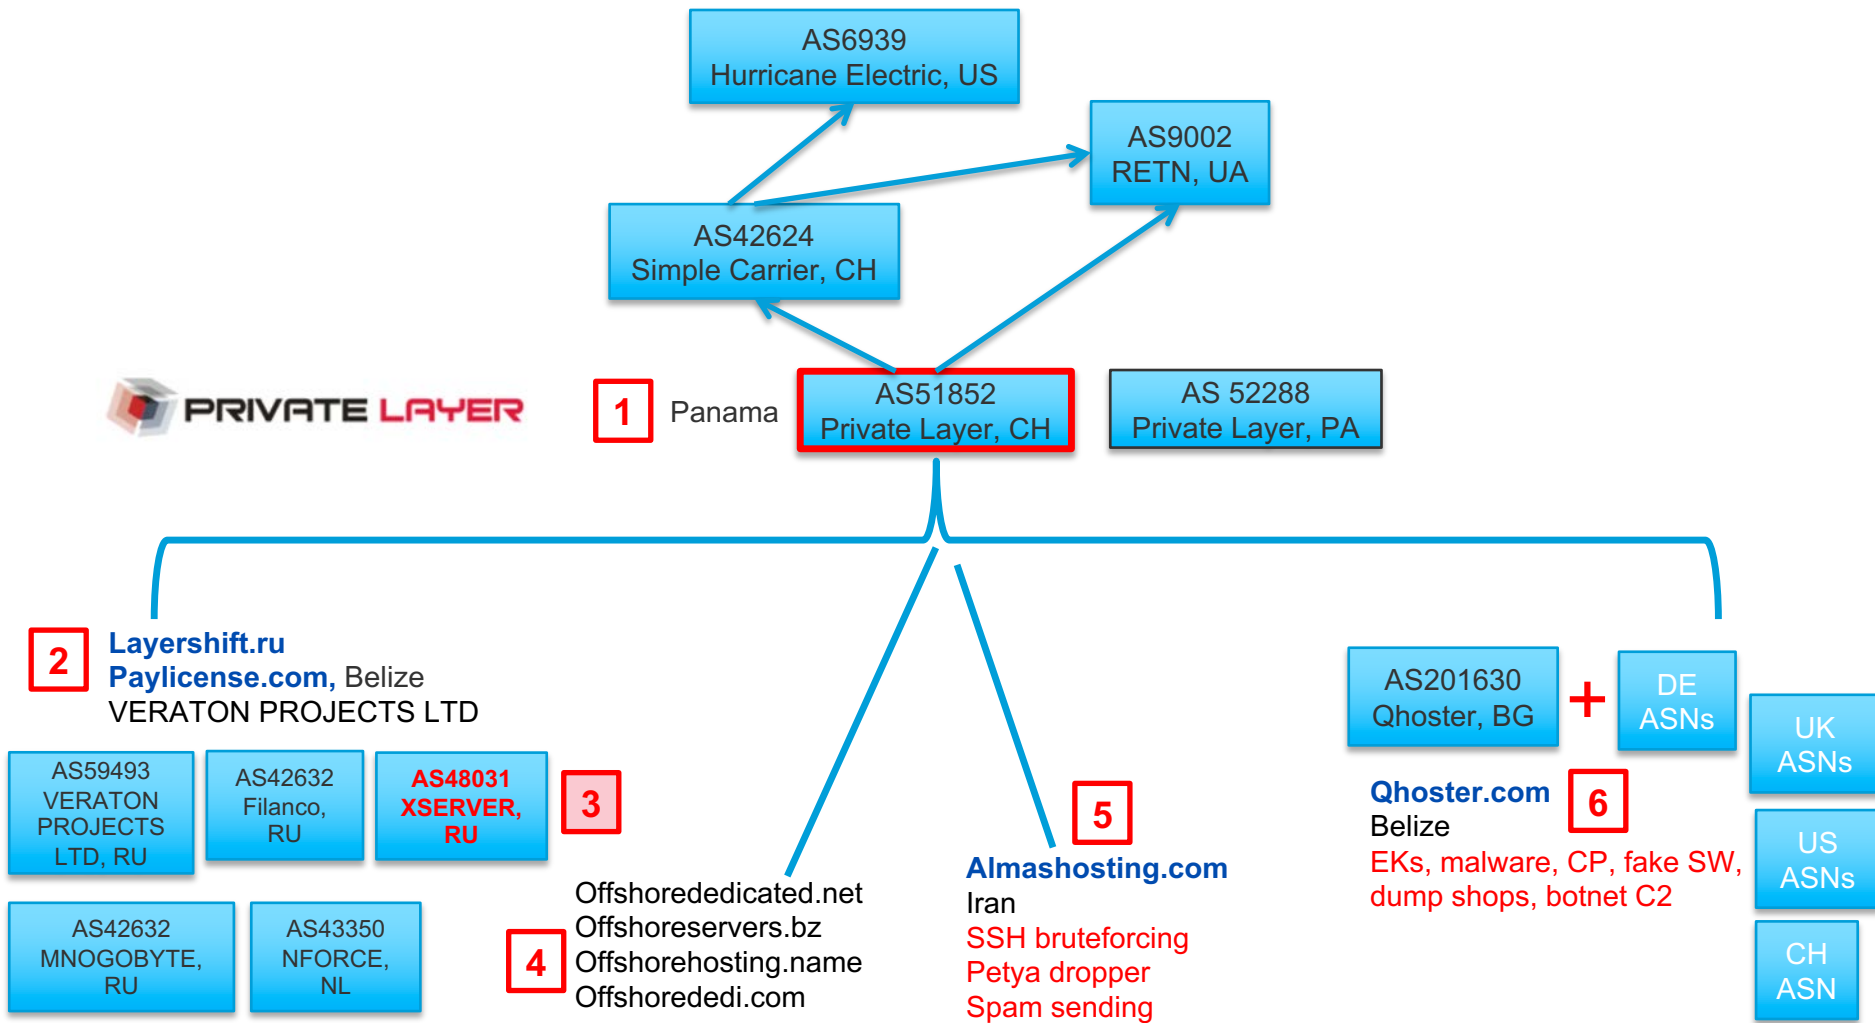 AS6939
Hurricane Electric, US
AS9002
RETN, UA
AS42624
Simple Carrier, CH
PRIVATE LAYER
1
Panama
AS51852
Private Layer, CH
AS 52288
Private Layer, PA
2
Layershift.ru
Paylicense.com, Belize
VERATON PROJECTS LTD
AS59493
VERATON
PROJECTS
LTD, RU
AS42632
Filanco,
RU
AS48031
XSERVER,
RU
3
AS42632
MNOGOBYTE,
RU
AS43350
NFORCE,
NL
4
Offshorededicated.net
Offshoreservers.bz
Offshorehosting.name
Offshorededi.com
5
Almashosting.com
Iran
SSH bruteforcing
Petya dropper
Spam sending
AS201630
Qhoster, BG
+
DE
ASNs
UK
ASNs
US
ASNs
CH
ASN
Qhoster.com
6
Belize
EKs, malware, CP, fake SW,
dump shops, botnet C2